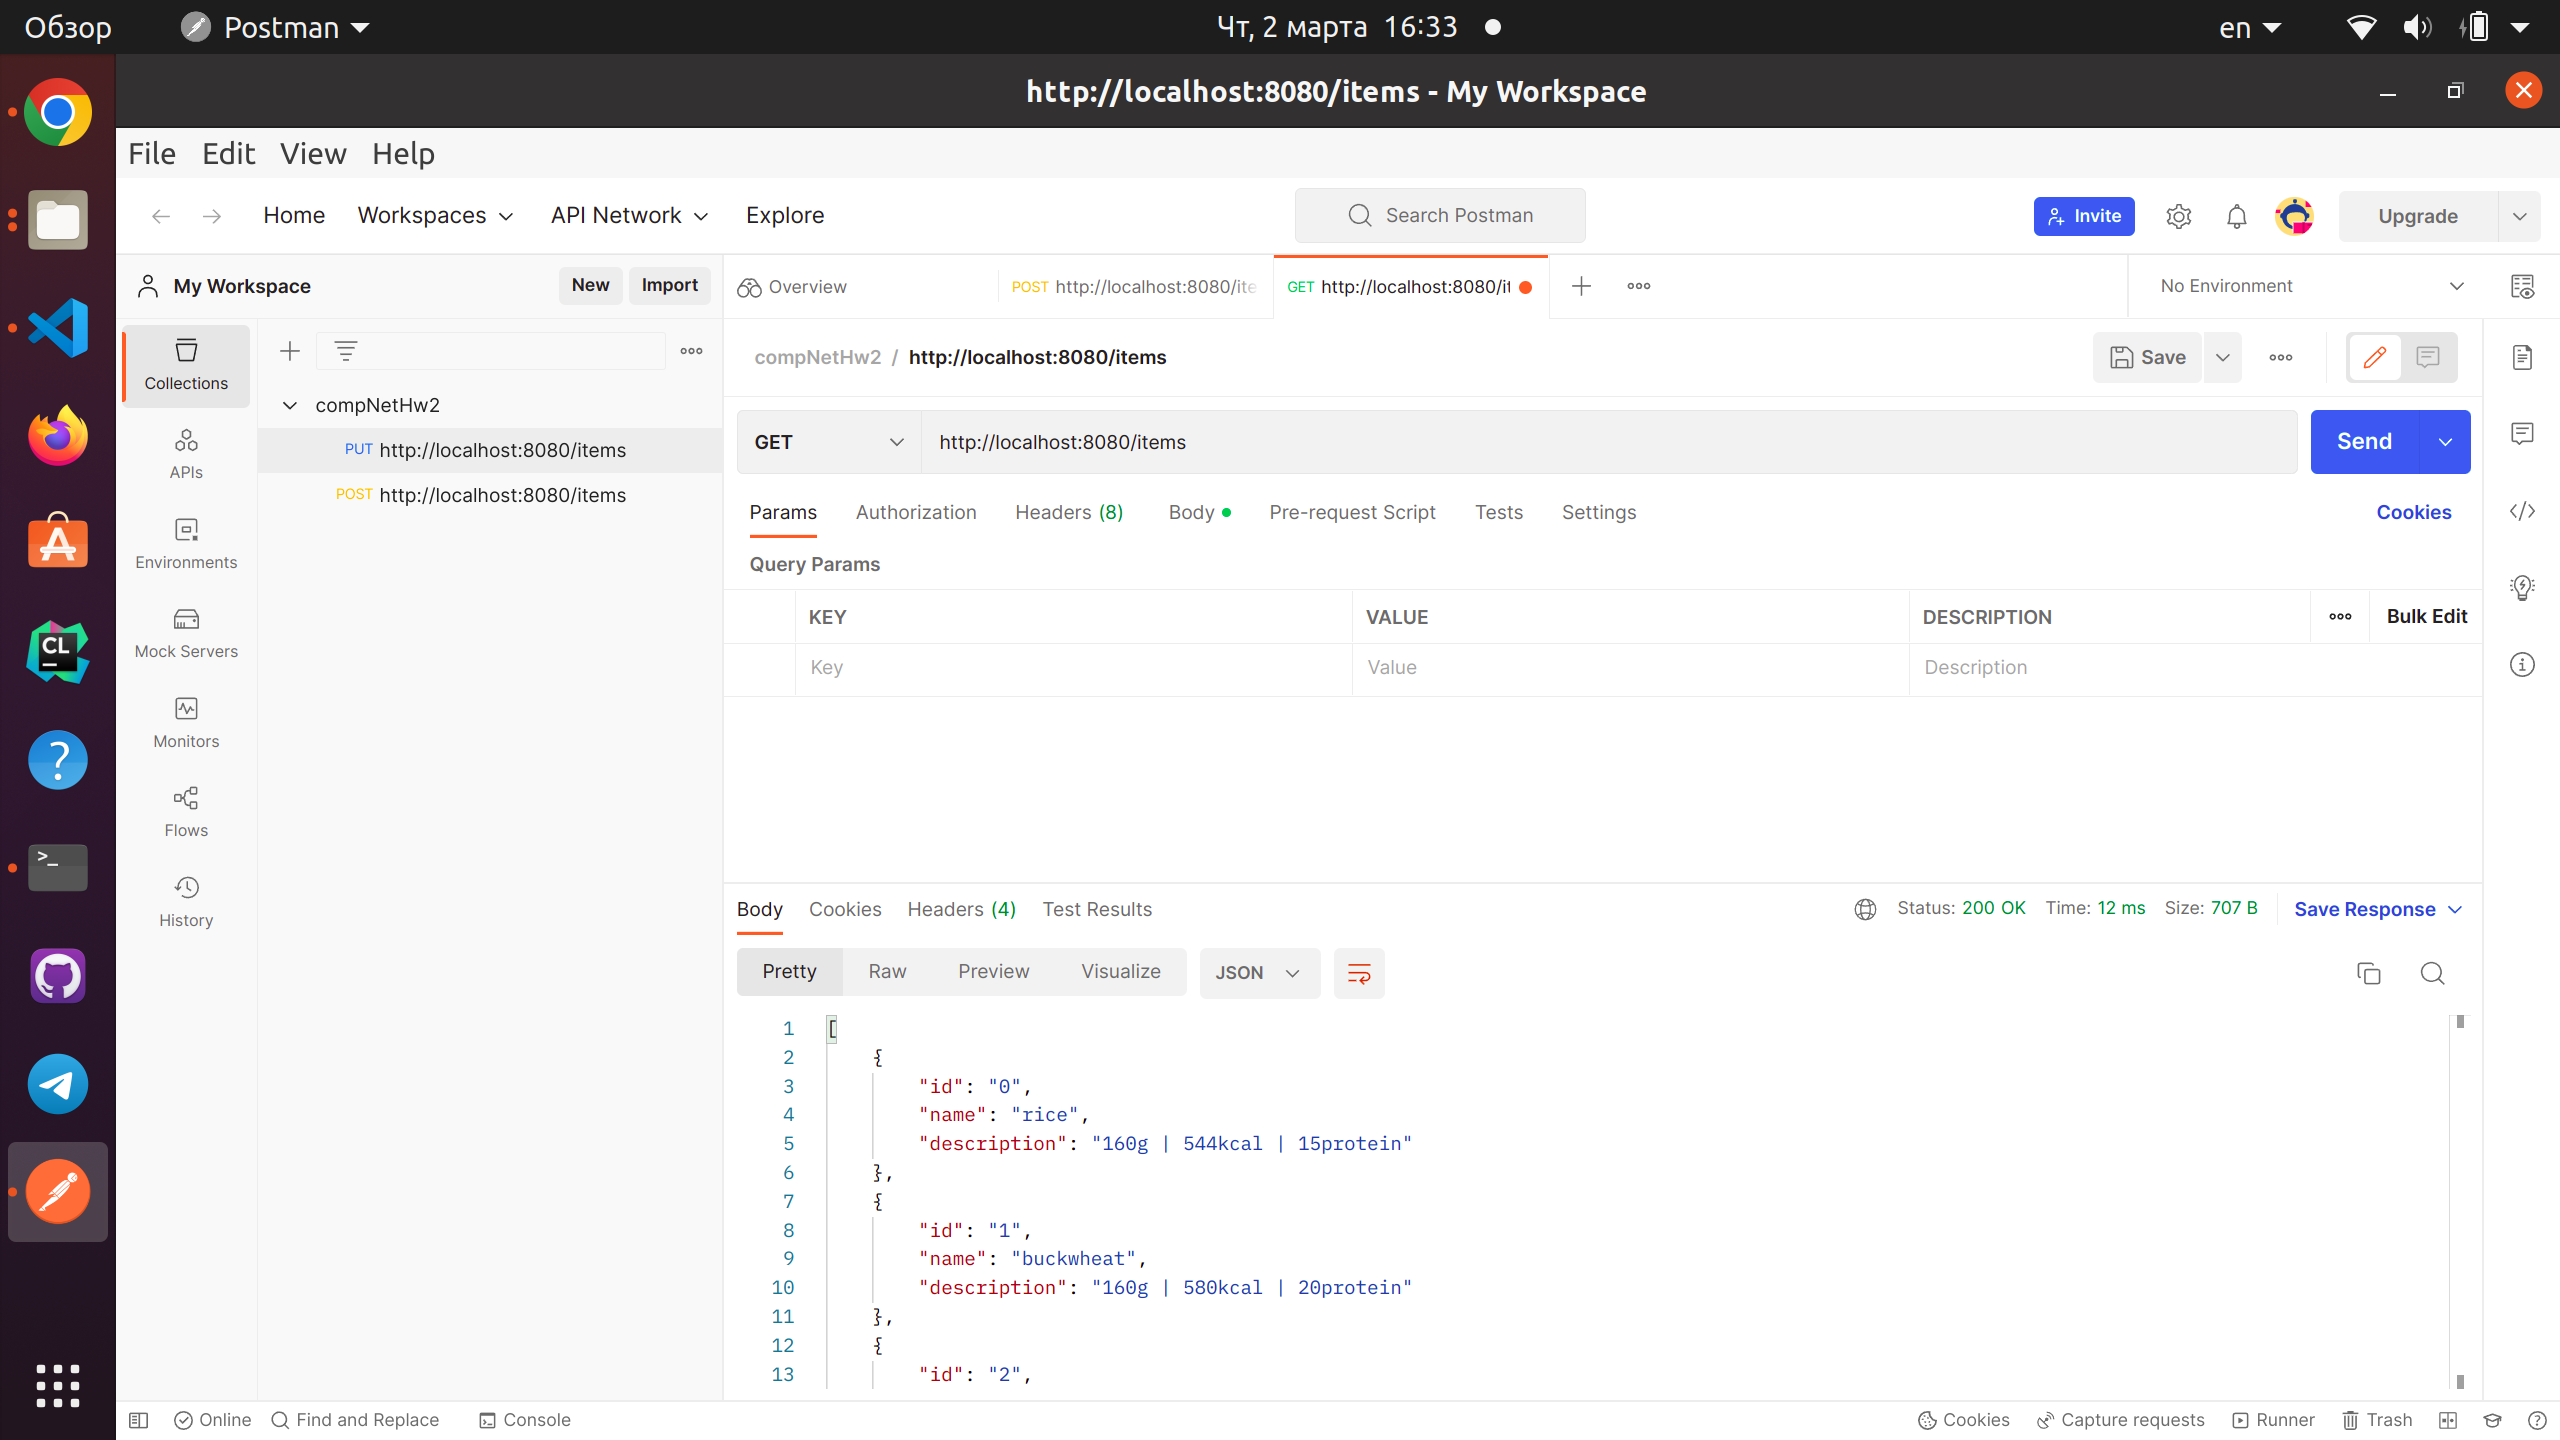 Обзор
Postman
Чт, 2 марта 16:33
en
http://localhost:8080/items - My Workspace
File Edit View Help
Home Workspaces API Network Explore
Search Postman
Invite
Upgrade
My Workspace
New
Import
Overview
POST http://localhost:8080/ite
GET http://localhost:8080/it
No Environment
Collections
APIs
Environments
Mock Servers
Monitors
Flows
History
compNetHw2
PUT http://localhost:8080/items
POST http://localhost:8080/items
compNetHw2 / http://localhost:8080/items
Save
GET http://localhost:8080/items
Send
Params Authorization Headers (8) Body Pre-request Script Tests Settings
Cookies
Query Params
KEY VALUE DESCRIPTION Bulk Edit
Key Value Description
Body Cookies Headers (4) Test Results
Status: 200 OK Time: 12 ms Size: 707 B Save Response
Pretty Raw Preview Visualize JSON
1 [
2 {
3 "id": "0",
4 "name": "rice",
5 "description": "160g | 544kcal | 15protein"
6 },
7 {
8 "id": "1",
9 "name": "buckwheat",
10 "description": "160g | 580kcal | 20protein"
11 },
12 {
13 "id": "2",
CL
Online Find and Replace Console
Cookies Capture requests Runner Trash